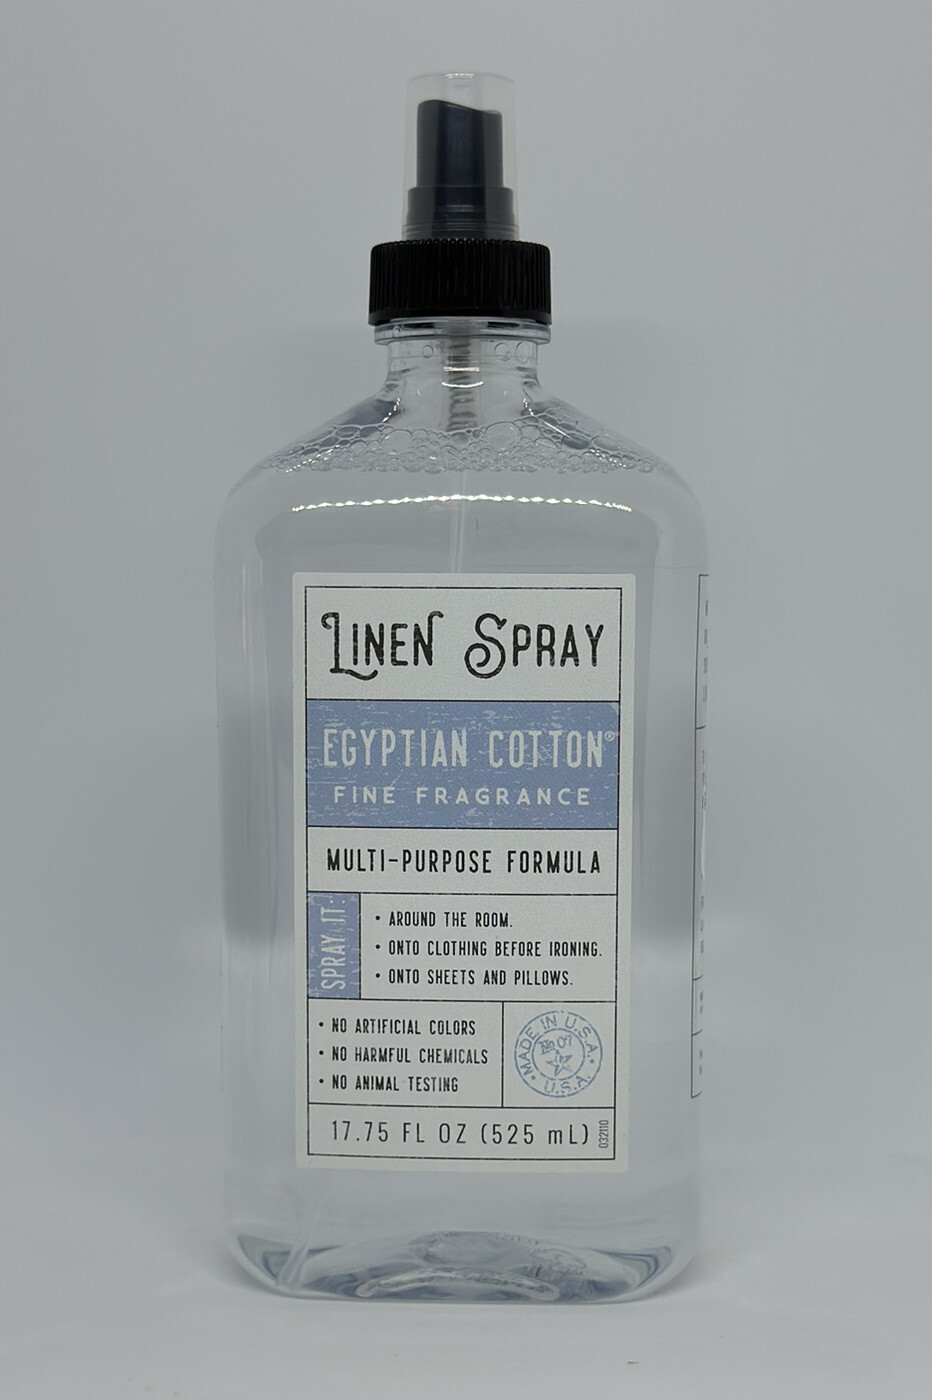 LINEN SPRAY
EGYPTIAN COTTON®
FINE FRAGRANCE
MULTI-PURPOSE FORMULA
SPRAY IT:
• AROUND THE ROOM.
• ONTO CLOTHING BEFORE IRONING.
• ONTO SHEETS AND PILLOWS.
• NO ARTIFICIAL COLORS
• NO HARMFUL CHEMICALS
• NO ANIMAL TESTING
• MADE IN U.S.A. •
No 07
U.S.A.
17.75 FL OZ (525 mL)
032110